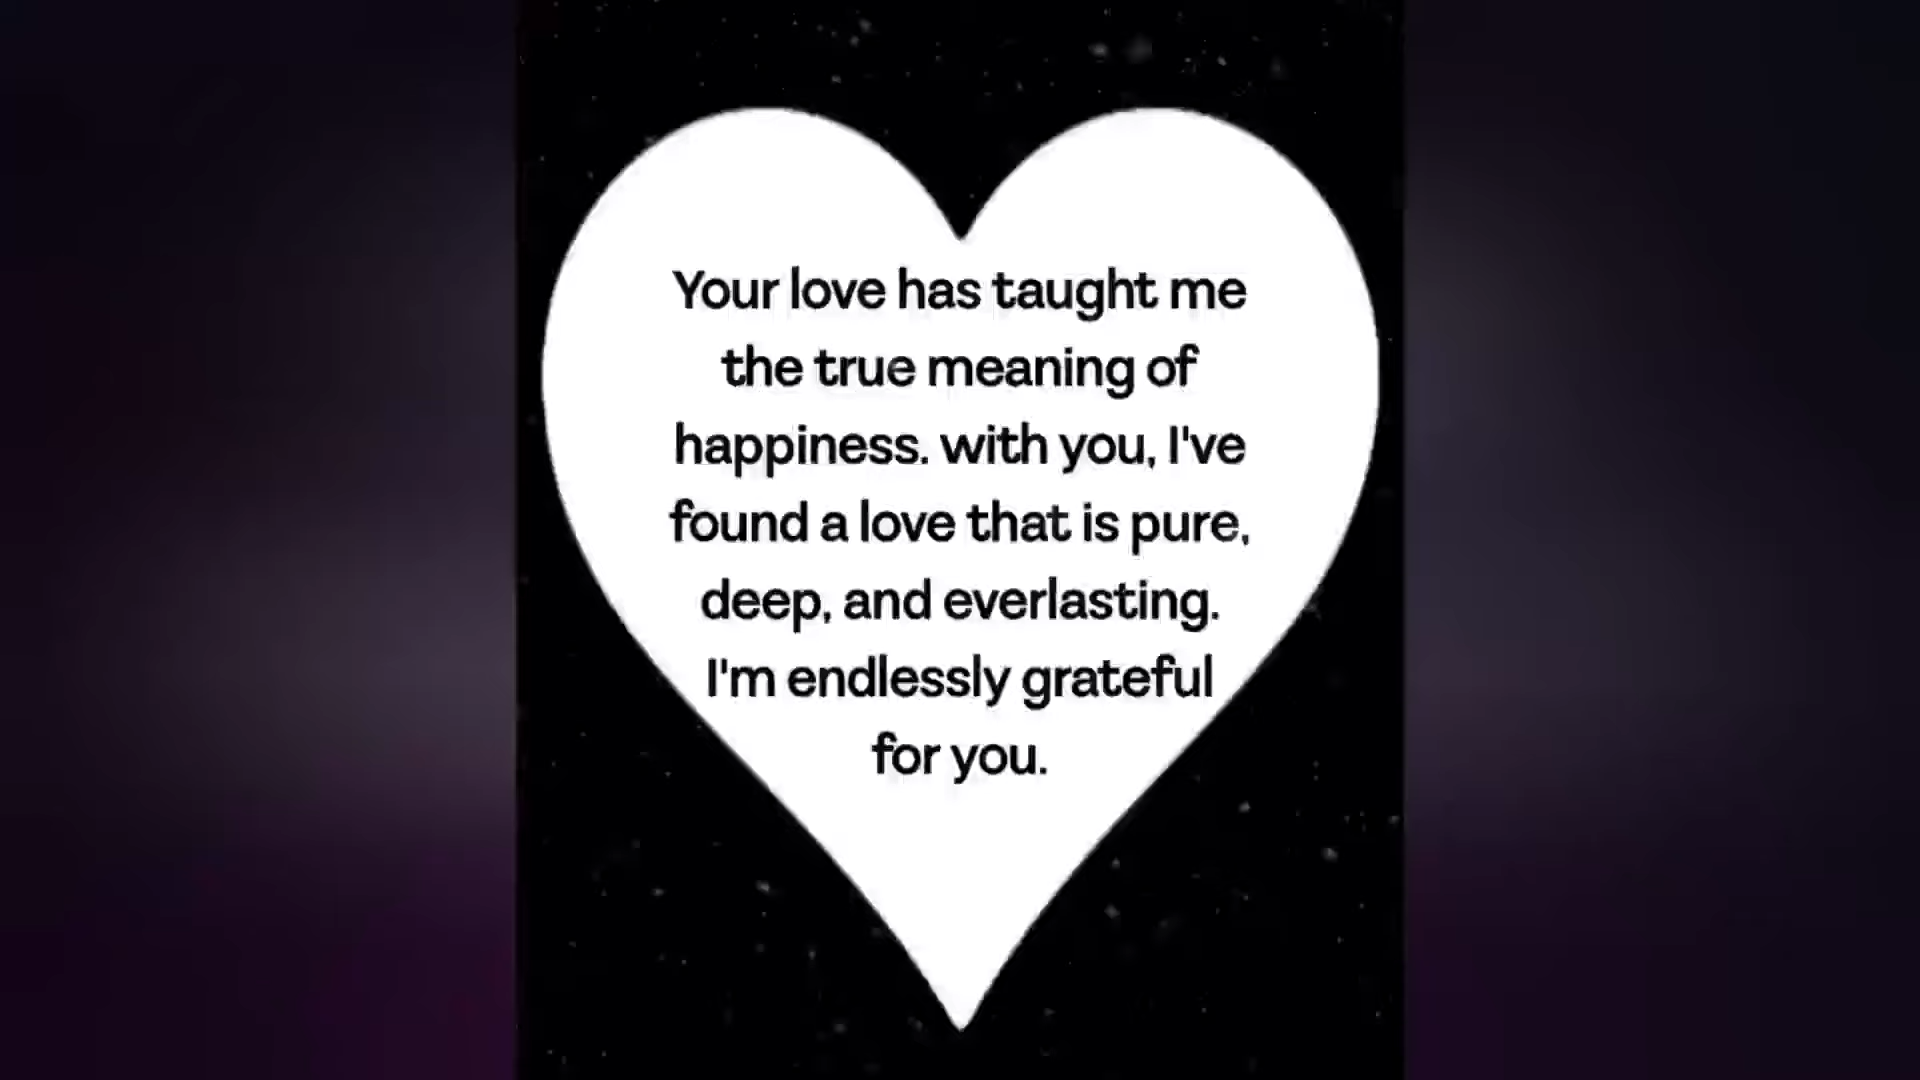 Your love has taught me
the true meaning of
happiness. with you, I've
found a love that is pure,
deep, and everlasting.
I'm endlessly grateful
for you.